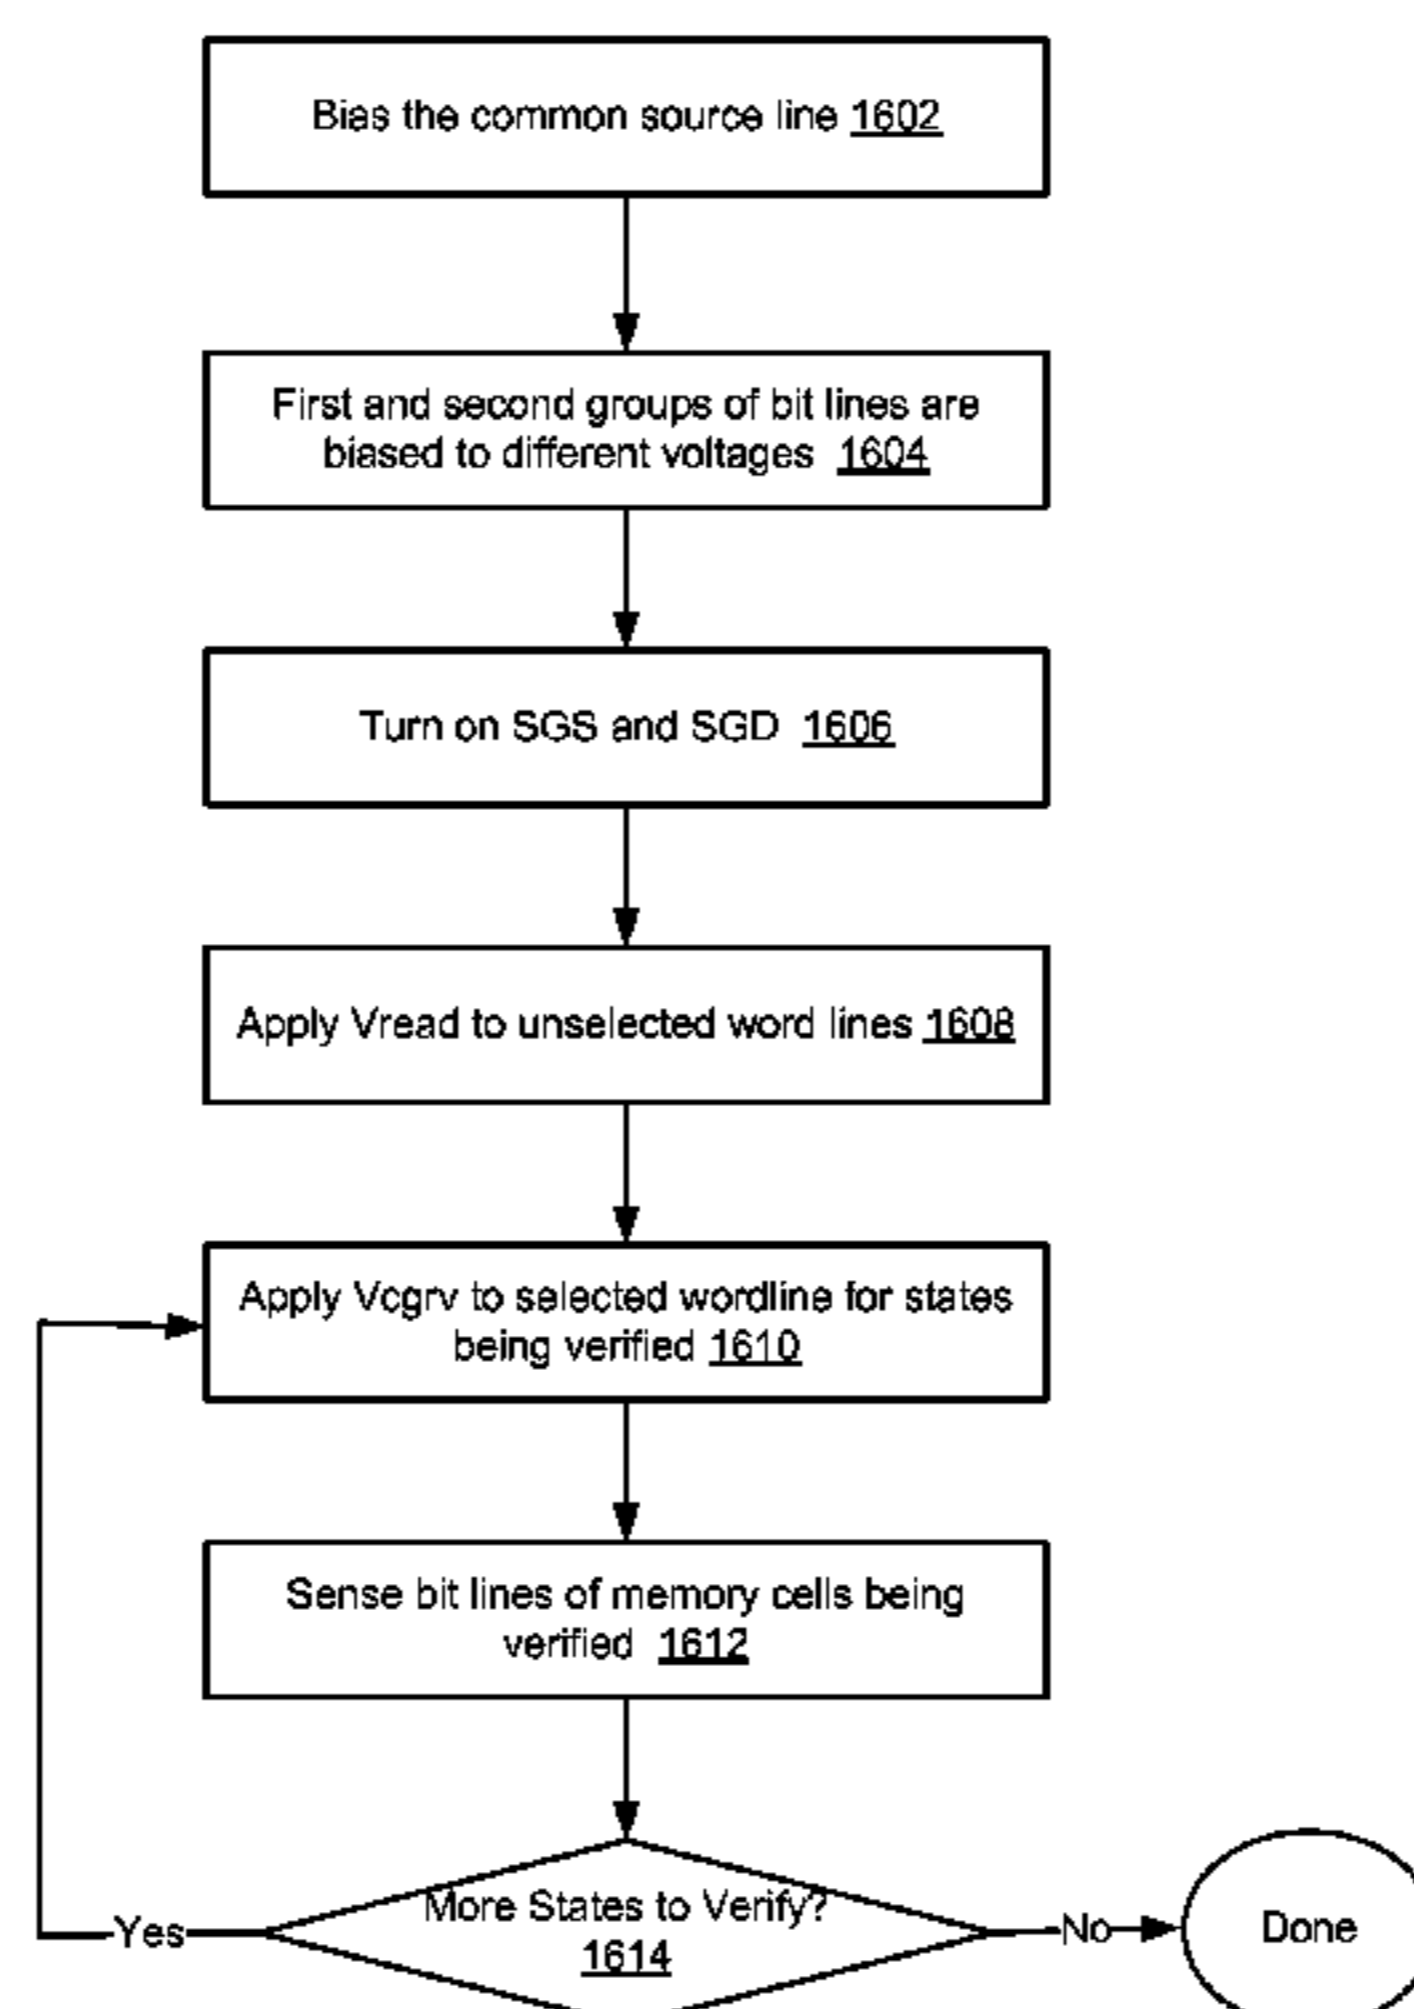 Bias the common source line 1602
First and second groups of bit lines are
biased to different voltages 1604
Turn on SGS and SGD 1606
Apply Vread to unselected word lines 1608
Apply Vcgrv to selected wordline for states
being verified 1610
Sense bit lines of memory cells being
verified 1612
More States to Verify?
1614
Yes
No
Done